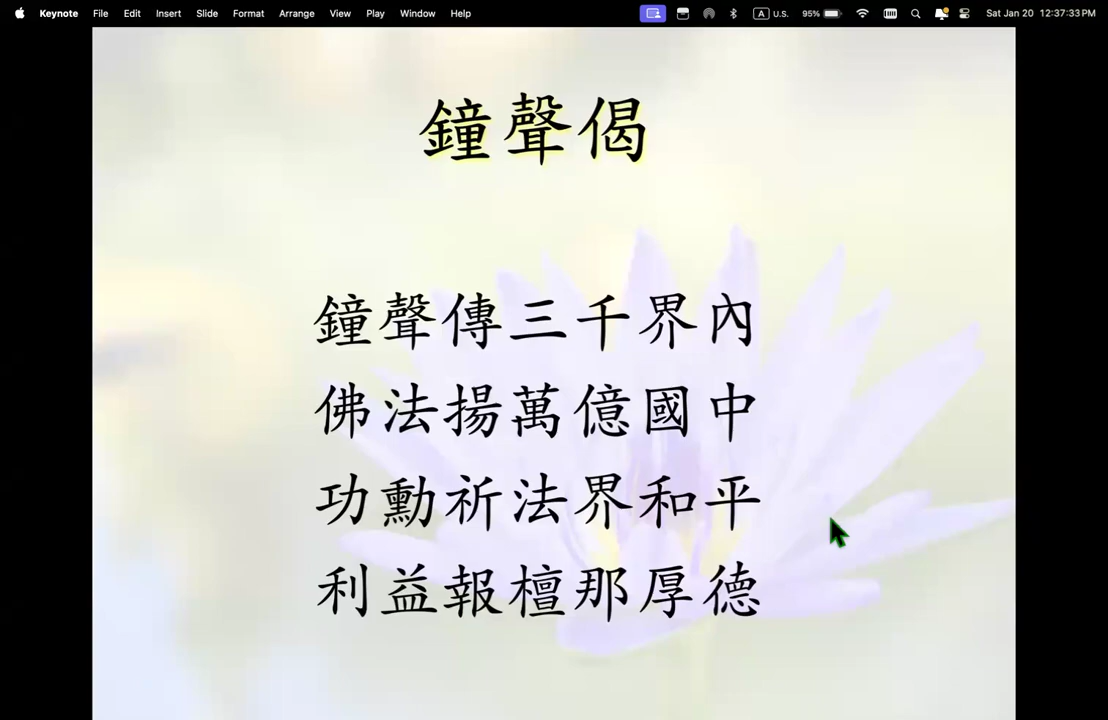 Keynote File Edit Insert Slide Format Arrange View Play Window Help A U.S. 95% Sat Jan 20 12:37:33 PM
鐘聲偈
鐘聲傳三千界內
佛法揚萬億國中
功勳祈法界和平
利益報檀那厚德